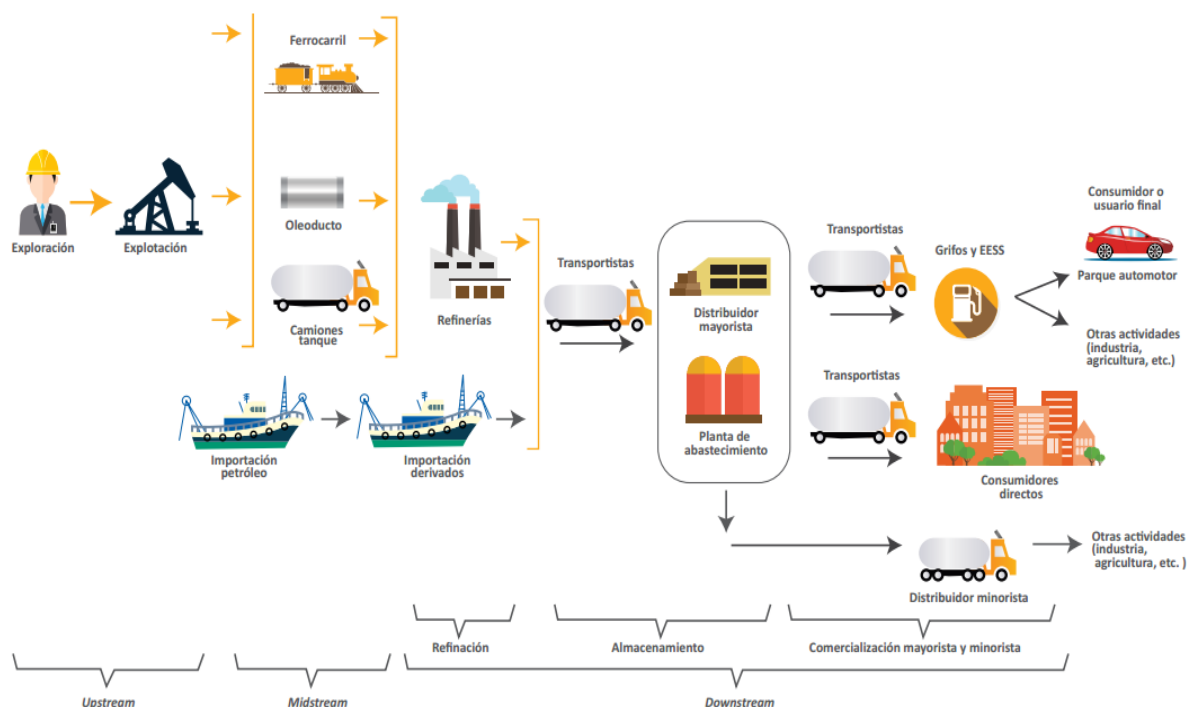 Ferrocarril
Exploración
Explotación
Oleoducto
Camiones
tanque
Importación
petróleo
Importación
derivados
Refinerías
Transportistas
Distribuidor
mayorista
Planta de
abastecimiento
Transportistas
Grifos y EESS
Consumidor o
usuario final
Parque automotor
Otras actividades
(industria,
agricultura, etc.)
Transportistas
Consumidores
directos
Distribuidor minorista
Otras actividades
(industria,
agricultura, etc. )
Refinación
Almacenamiento
Comercialización mayorista y minorista
Upstream
Midstream
Downstream